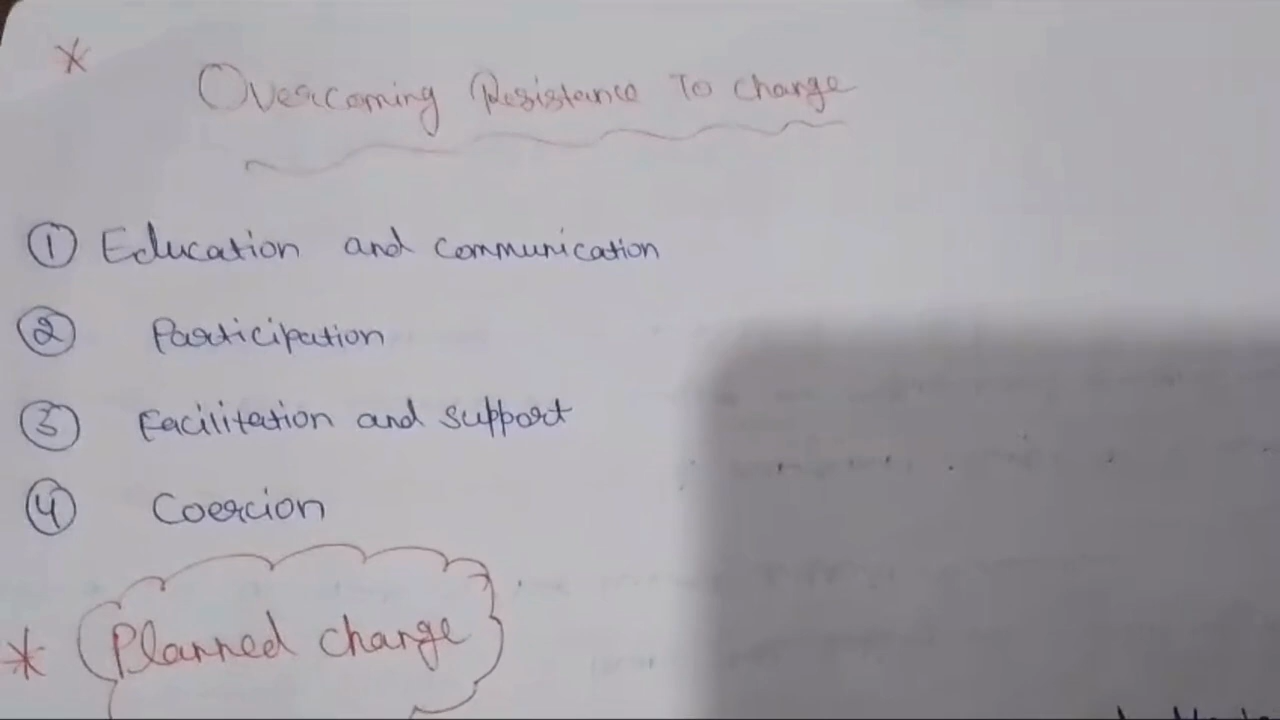 * Overcoming Resistance To change
① Education and communication
② Participation
③ Facilitation and support
④ Coercion
* Planned change